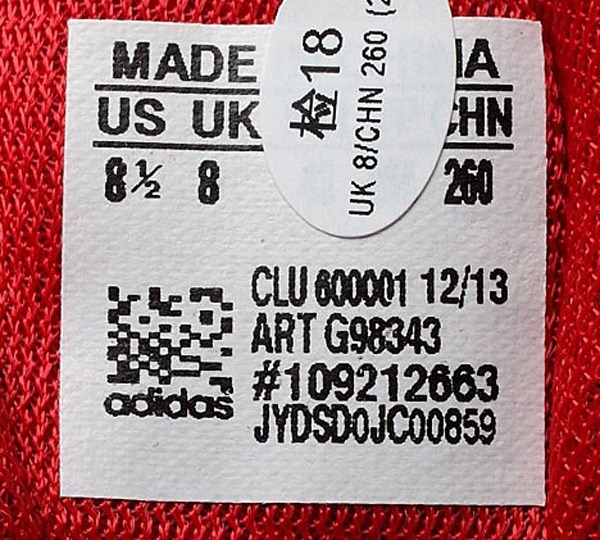 MADE
US UK CHN
8½ 8 260
检18
UK 8/CHN 260 (2
CLU 600001 12/13
ART G98343
#109212663
JYDSD0JC00859
adidas